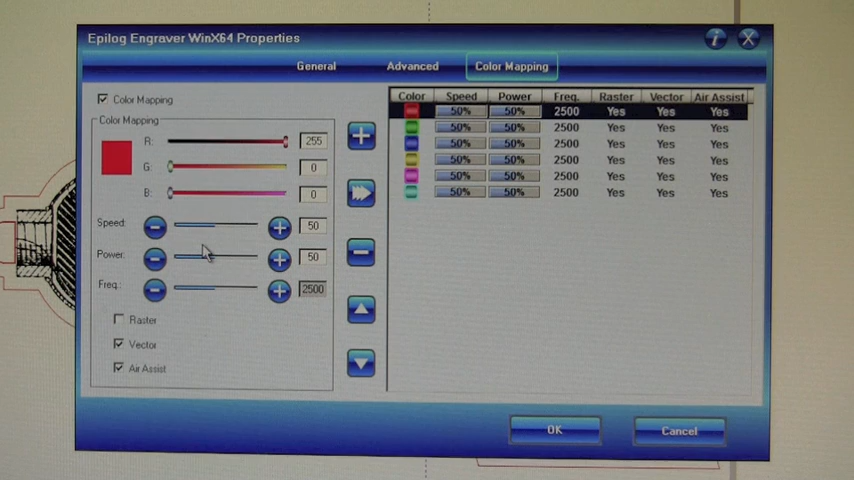 Epilog Engraver WinX64 Properties
i X
General Advanced Color Mapping
Color Mapping
Color Mapping
R: 255
G: 0
B: 0
Speed: 50
Power: 50
Freq.: 2500
Raster
Vector
Air Assist
Color Speed Power Freq. Raster Vector Air Assist
50% 50% 2500 Yes Yes Yes
50% 50% 2500 Yes Yes Yes
50% 50% 2500 Yes Yes Yes
50% 50% 2500 Yes Yes Yes
50% 50% 2500 Yes Yes Yes
50% 50% 2500 Yes Yes Yes
OK Cancel